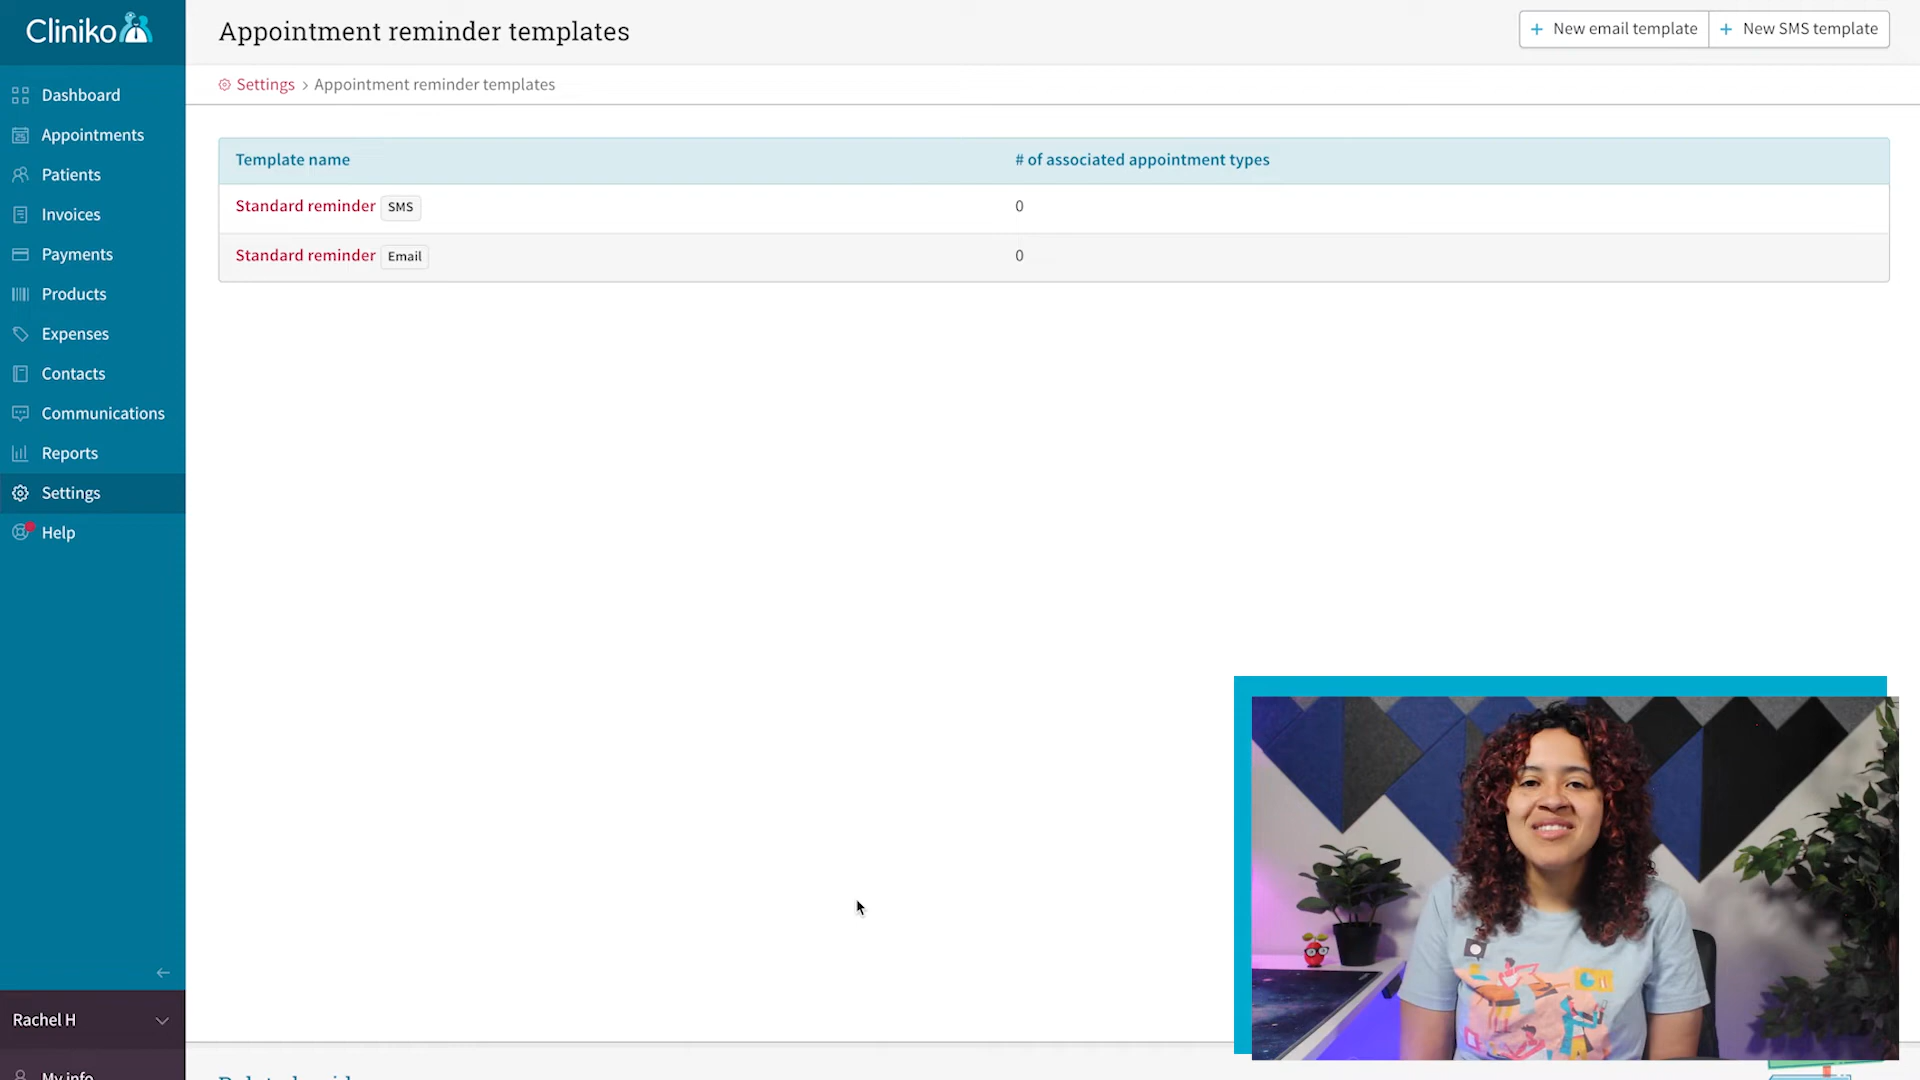 Cliniko
Appointment reminder templates
+ New email template
+ New SMS template
Settings › Appointment reminder templates
Dashboard
Appointments
Patients
Invoices
Payments
Products
Expenses
Contacts
Communications
Reports
Settings
Help
Template name
# of associated appointment types
Standard reminder SMS
0
Standard reminder Email
0
Rachel H
My info